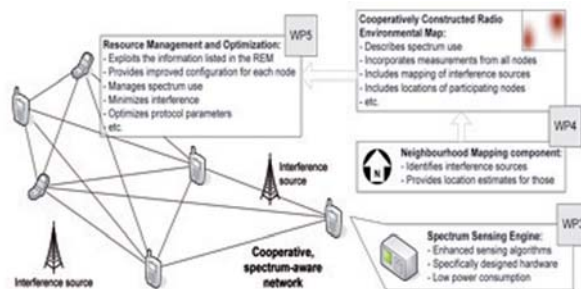 Resource Management and Optimization:
- Exploits the information listed in the REM
- Provides improved configuration for each node
- Manages spectrum use
- Minimizes interference
- Optimizes protocol parameters
- etc.
WP5
Cooperatively Constructed Radio
Environmental Map:
- Describes spectrum use
- Incorporates measurements from all nodes
- Includes mapping of interference sources
- Includes locations of participating nodes
- etc.
WP4
N
Neighbourhood Mapping component:
- Identifies interference sources
- Provides location estimates for those
Interference
source
Spectrum Sensing Engine:
- Enhanced sensing algorithms
- Specifically designed hardware
- Low power consumption
Cooperative,
spectrum-aware
network
Interference source